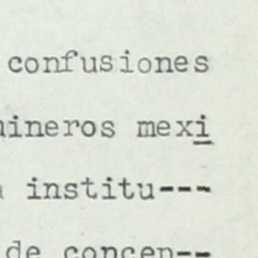 confusiones
mineros mexi
institu---
de concen--